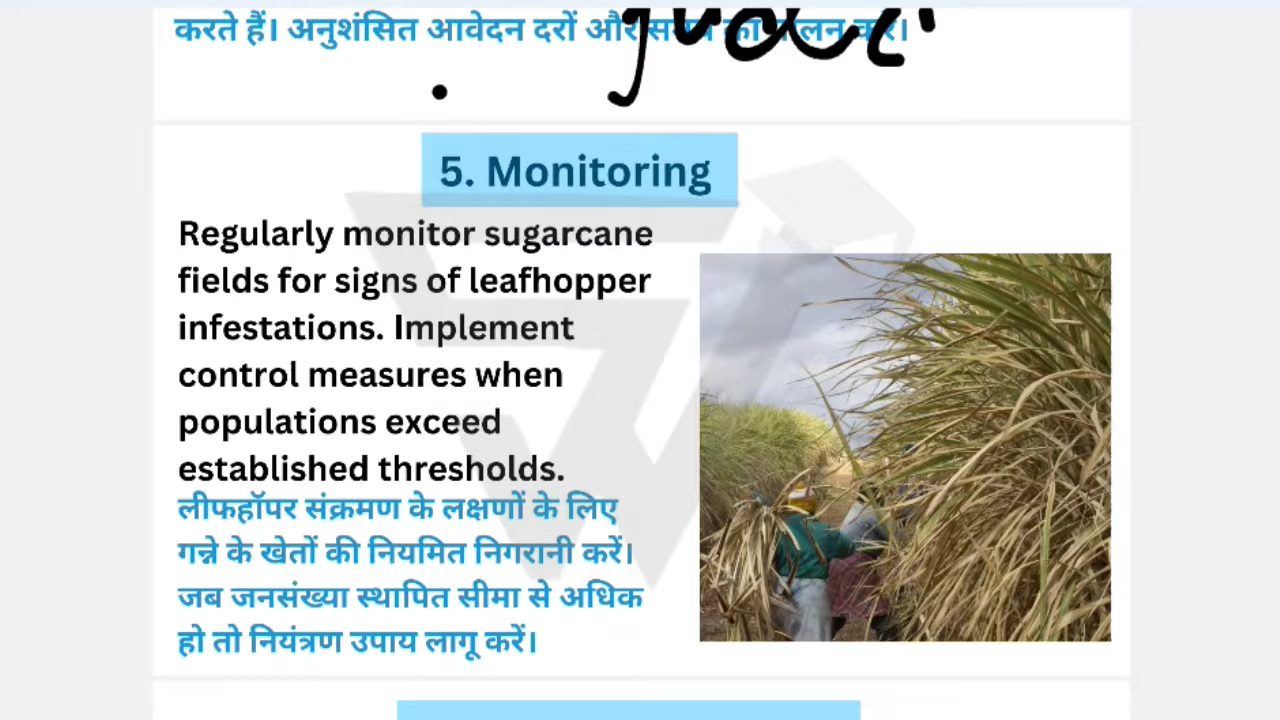 करते हैं। अनुशंसित आवेदन दरों और
5. Monitoring
Regularly monitor sugarcane
fields for signs of leafhopper
infestations. Implement
control measures when
populations exceed
established thresholds.
लीफहॉपर संक्रमण के लक्षणों के लिए
गन्ने के खेतों की नियमित निगरानी करें।
जब जनसंख्या स्थापित सीमा से अधिक
हो तो नियंत्रण उपाय लागू करें।